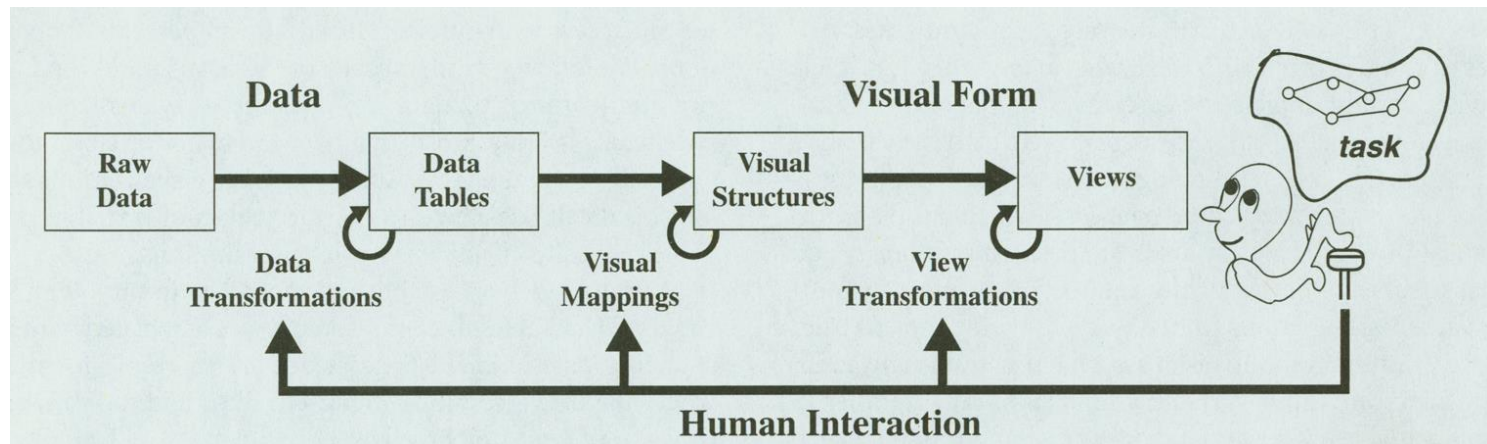 Data
Visual Form
Raw
Data
Data
Tables
Visual
Structures
Views
task
Data
Transformations
Visual
Mappings
View
Transformations
Human Interaction